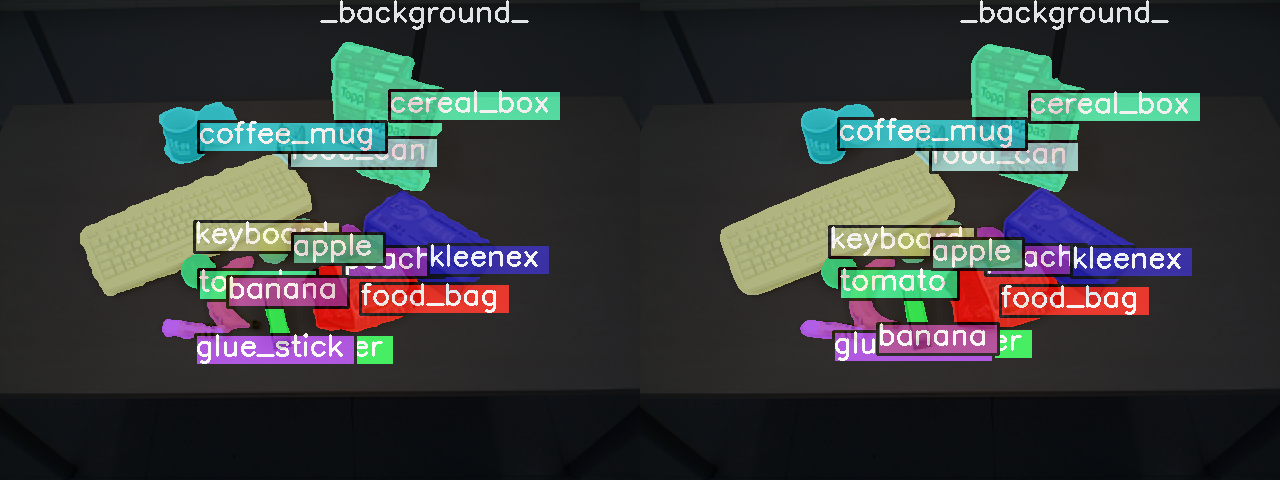 _background_
cereal_box
coffee_mug
food_can
keyboard
apple
peach
kleenex
to
banana
food_bag
glue_stick
er
_background_
cereal_box
coffee_mug
food_can
keyboard
apple
each
kleenex
tomato
food_bag
glu
banana
er